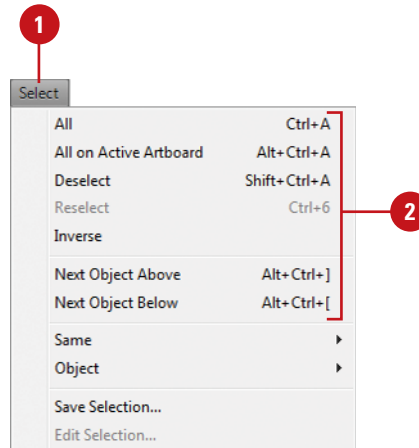 1
Select
All Ctrl+A
All on Active Artboard Alt+Ctrl+A
Deselect Shift+Ctrl+A
Reselect Ctrl+6
Inverse
2
Next Object Above Alt+Ctrl+]
Next Object Below Alt+Ctrl+[
Same
Object
Save Selection...
Edit Selection...